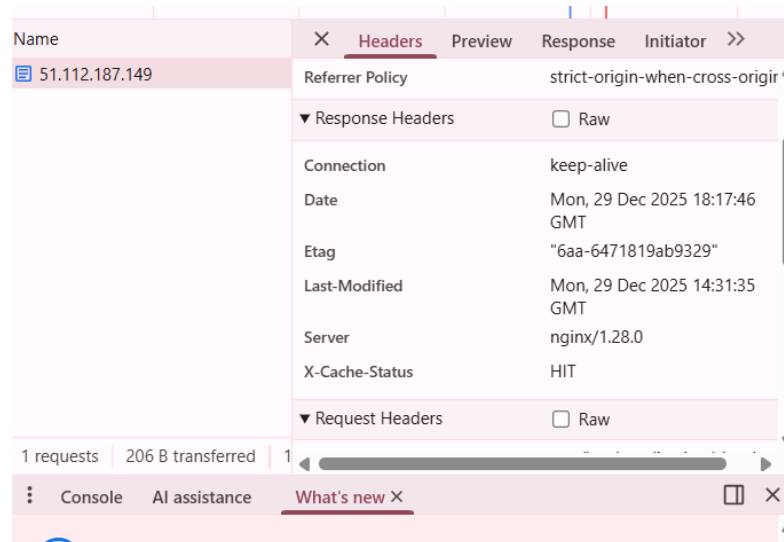 Name
Headers Preview Response Initiator
51.112.187.149
Referrer Policy strict-origin-when-cross-origin
Response Headers Raw
Connection keep-alive
Date Mon, 29 Dec 2025 18:17:46
GMT
Etag "6aa-6471819ab9329"
Last-Modified Mon, 29 Dec 2025 14:31:35
GMT
Server nginx/1.28.0
X-Cache-Status HIT
Request Headers Raw
1 requests 206 B transferred 1
Console AI assistance What's new